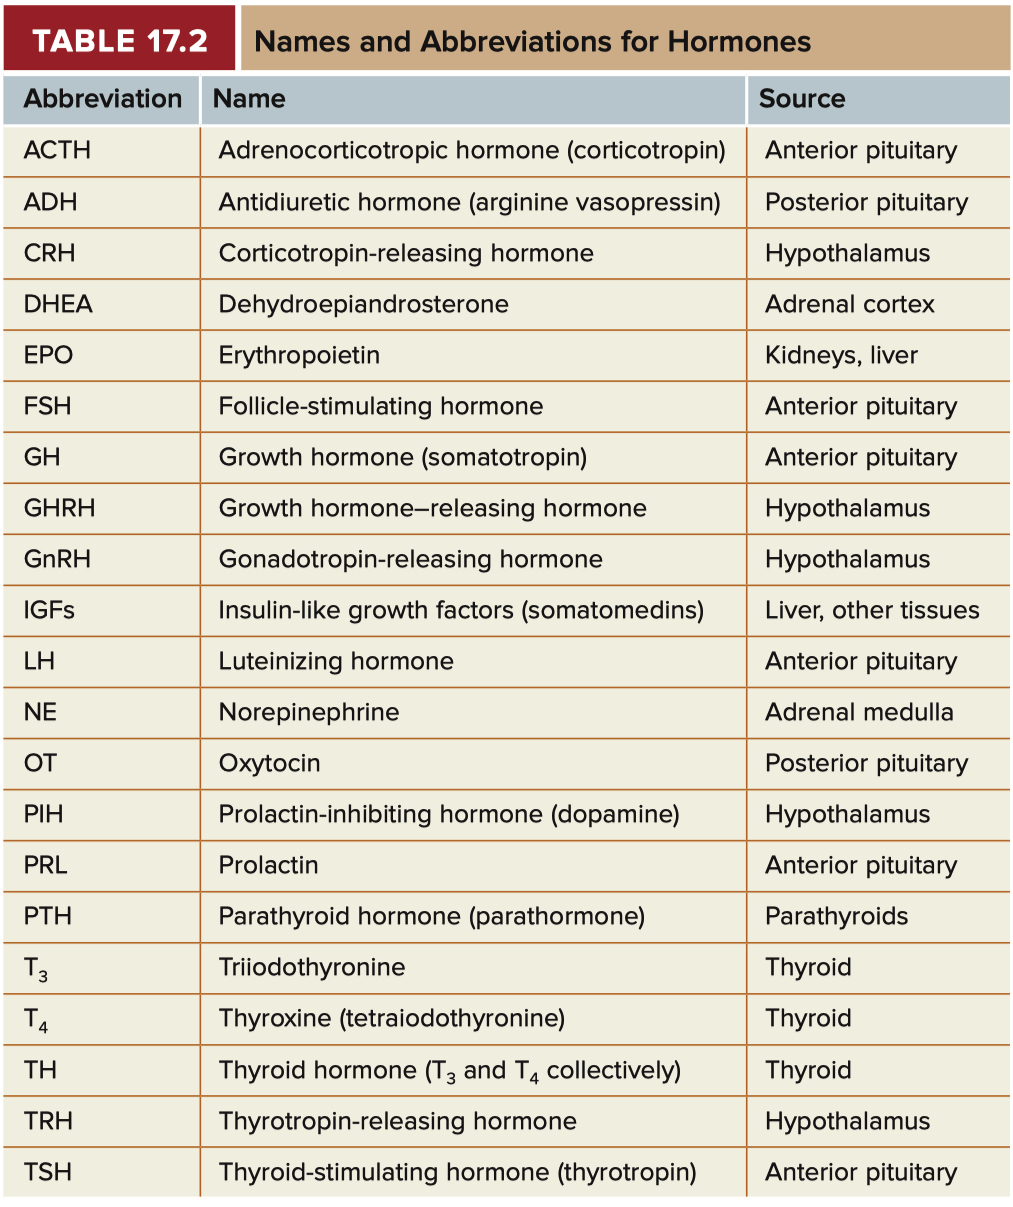 TABLE 17.2 Names and Abbreviations for Hormones
Abbreviation Name Source
ACTH Adrenocorticotropic hormone (corticotropin) Anterior pituitary
ADH Antidiuretic hormone (arginine vasopressin) Posterior pituitary
CRH Corticotropin-releasing hormone Hypothalamus
DHEA Dehydroepiandrosterone Adrenal cortex
EPO Erythropoietin Kidneys, liver
FSH Follicle-stimulating hormone Anterior pituitary
GH Growth hormone (somatotropin) Anterior pituitary
GHRH Growth hormone–releasing hormone Hypothalamus
GnRH Gonadotropin-releasing hormone Hypothalamus
IGFs Insulin-like growth factors (somatomedins) Liver, other tissues
LH Luteinizing hormone Anterior pituitary
NE Norepinephrine Adrenal medulla
OT Oxytocin Posterior pituitary
PIH Prolactin-inhibiting hormone (dopamine) Hypothalamus
PRL Prolactin Anterior pituitary
PTH Parathyroid hormone (parathormone) Parathyroids
T₃ Triiodothyronine Thyroid
T₄ Thyroxine (tetraiodothyronine) Thyroid
TH Thyroid hormone (T₃ and T₄ collectively) Thyroid
TRH Thyrotropin-releasing hormone Hypothalamus
TSH Thyroid-stimulating hormone (thyrotropin) Anterior pituitary